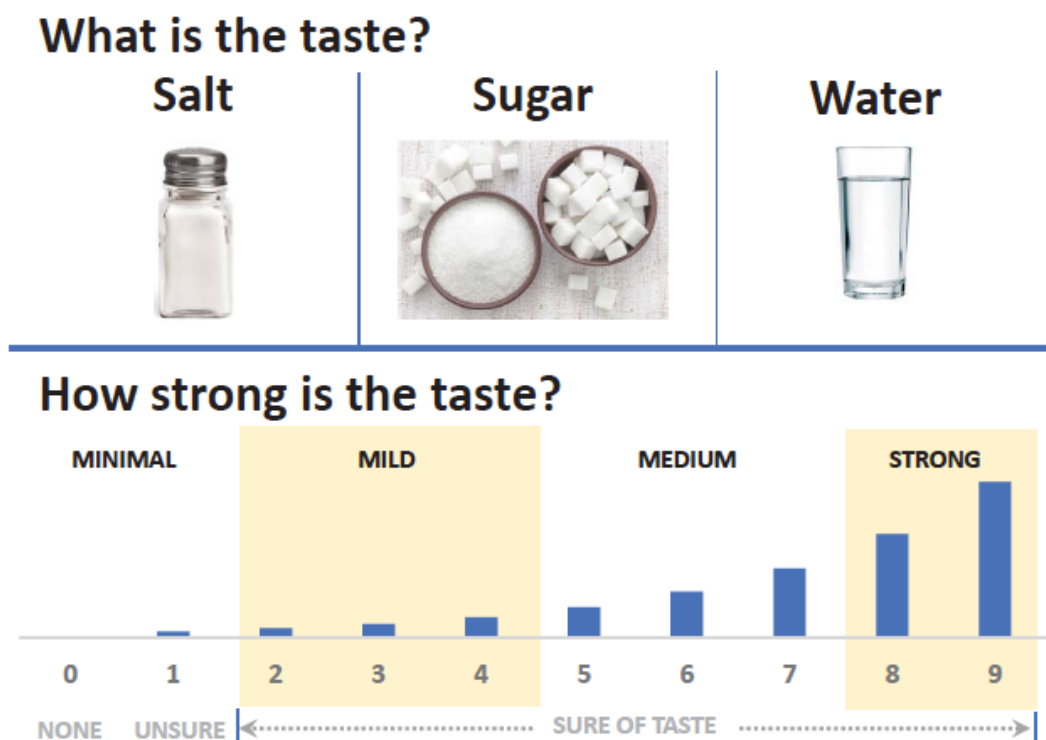 What is the taste?
Salt Sugar Water
How strong is the taste?
MINIMAL MILD MEDIUM STRONG
0 1 2 3 4 5 6 7 8 9
NONE UNSURE SURE OF TASTE